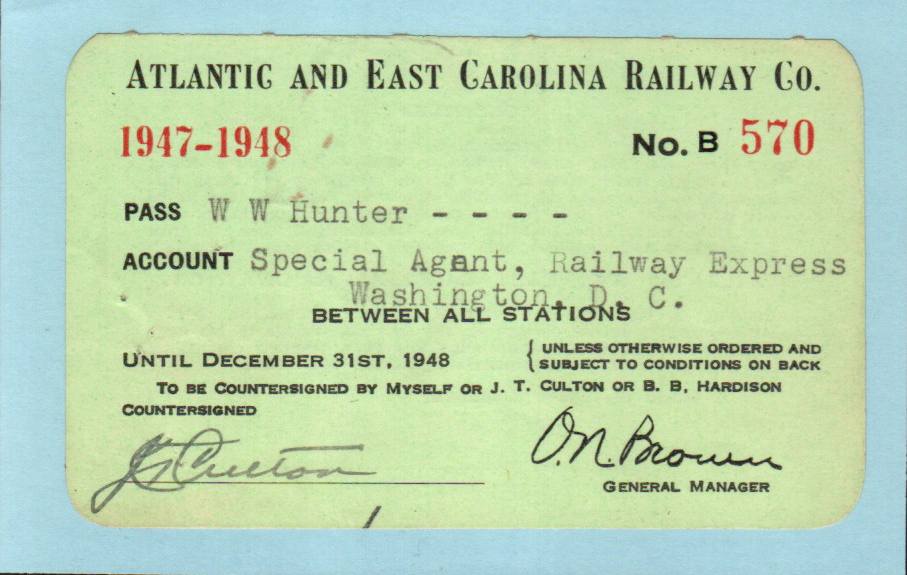 ATLANTIC AND EAST CAROLINA RAILWAY CO.
1947-1948 No. B 570
PASS W W Hunter - - - -
ACCOUNT Special Agent, Railway Express
Washington, D. C.
BETWEEN ALL STATIONS
UNTIL DECEMBER 31ST, 1948 { UNLESS OTHERWISE ORDERED AND
SUBJECT TO CONDITIONS ON BACK
TO BE COUNTERSIGNED BY MYSELF OR J. T. CULTON OR B. B, HARDISON
COUNTERSIGNED
J T Culton O. N. Brown
GENERAL MANAGER